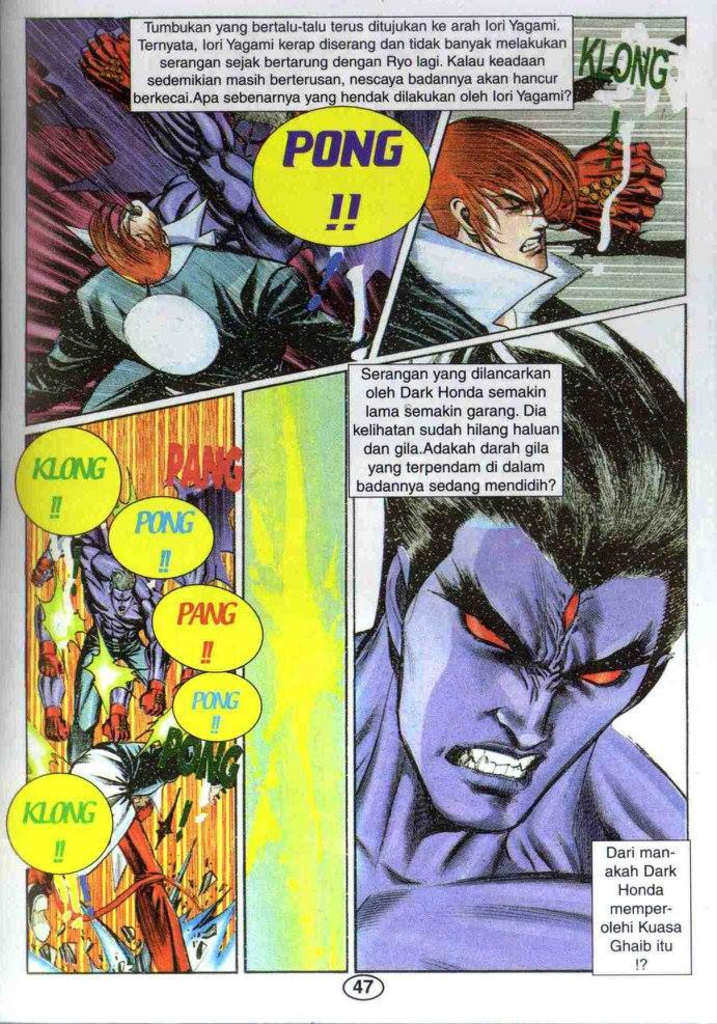 Tumbukan yang bertalu-talu terus ditujukan ke arah Iori Yagami.
Ternyata, Iori Yagami kerap diserang dan tidak banyak melakukan
serangan sejak bertarung dengan Ryo lagi. Kalau keadaan
sedemikian masih berterusan, nescaya badannya akan hancur
berkecai.Apa sebenarnya yang hendak dilakukan oleh Iori Yagami?
KLONG
!!
PONG
!!
Serangan yang dilancarkan
oleh Dark Honda semakin
lama semakin garang. Dia
kelihatan sudah hilang haluan
dan gila.Adakah darah gila
yang terpendam di dalam
badannya sedang mendidih?
KLONG
!!
PANG
PONG
!!
PANG
!!
PONG
!!
PONG
!
KLONG
!!
Dari man-
akah Dark
Honda
memper-
olehi Kuasa
Ghaib itu
!?
47